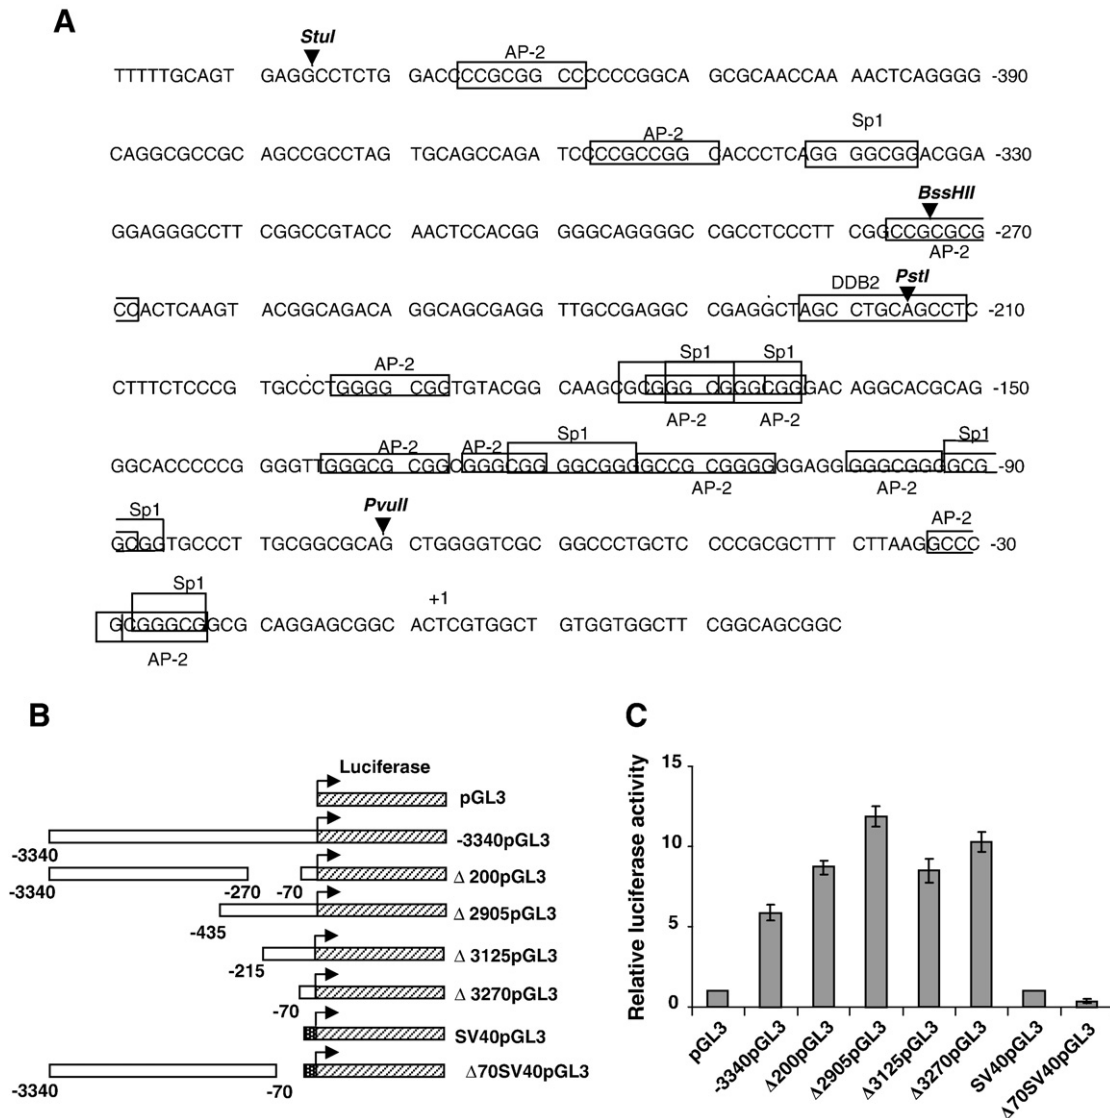 A
StuI
AP-2
TTTTTGCAGT GAGGCCTCTG GACCCCGCGG CCCCCCGGCA GCGCAACCAA AACTCAGGGG -390
AP-2 Sp1
CAGGCGCCGC AGCCGCCTAG TGCAGCCAGA TCCCCGCCGG CACCCTCAGG GGCGGACGGA -330
BssHII
GGAGGGCCTT CGGCCGTACC AACTCCACGG GGGCAGGGGC CGCCTCCCTT CGGCCGCGCG -270
AP-2
DDB2 PstI
CCACTCAAGT ACGGCAGACA GGCAGCGAGG TTGCCGAGGC CGAGGCTAGC CTGCAGCCTC -210
AP-2 Sp1 Sp1
CTTTCTCCCG TGCCCTGGGG CGGTGTACGG CAAGCGCGGG CGGGCGGGAC AGGCACGCAG -150
AP-2 AP-2
AP-2 AP-2 Sp1 Sp1
GGCACCCCCG GGGTTGGGCG CGGCGGGCGG GGCGGGGCCG CGGGGGGAGG GGGCGGGGCG -90
AP-2 AP-2
Sp1 PvuII AP-2
GCGGTGCCCT TGCGGCGCAG CTGGGGTCGC GGCCCTGCTC CCCGCGCTTT CTTAAGGCCC -30
Sp1 +1
GCGGGCGGCG CAGGAGCGGC ACTCGTGGCT GTGGTGGCTT CGGCAGCGGC
AP-2
B
Luciferase
pGL3
-3340pGL3
-3340
Δ 200pGL3
-3340 -270 -70
Δ 2905pGL3
-435
Δ 3125pGL3
-215
Δ 3270pGL3
-70
SV40pGL3
Δ70SV40pGL3
-3340 -70
C
Relative luciferase activity
15
10
5
0
pGL3
-3340pGL3
Δ200pGL3
Δ2905pGL3
Δ3125pGL3
Δ3270pGL3
SV40pGL3
Δ70SV40pGL3